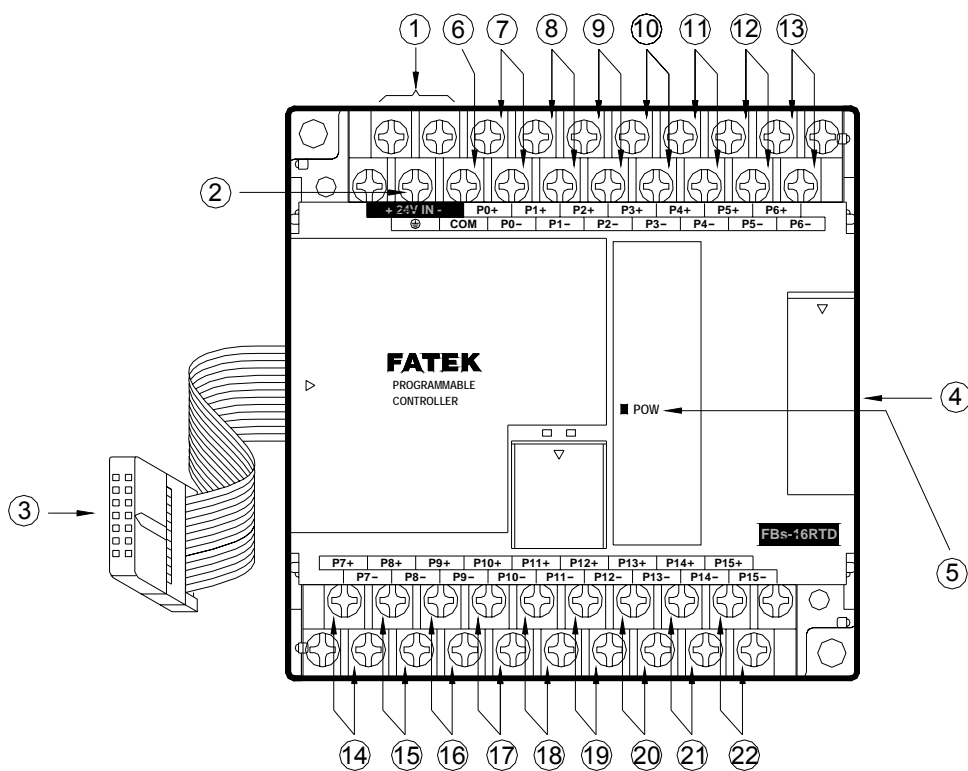 1 6 7 8 9 10 11 12 13
2
+ 24V IN - P0+ P1+ P2+ P3+ P4+ P5+ P6+
COM P0− P1− P2− P3− P4− P5− P6−
FATEK
PROGRAMMABLE
CONTROLLER
POW
4
3
FBs-16RTD
5
P7+ P8+ P9+ P10+ P11+ P12+ P13+ P14+ P15+
P7− P8− P9− P10− P11− P12− P13− P14− P15−
14 15 16 17 18 19 20 21 22